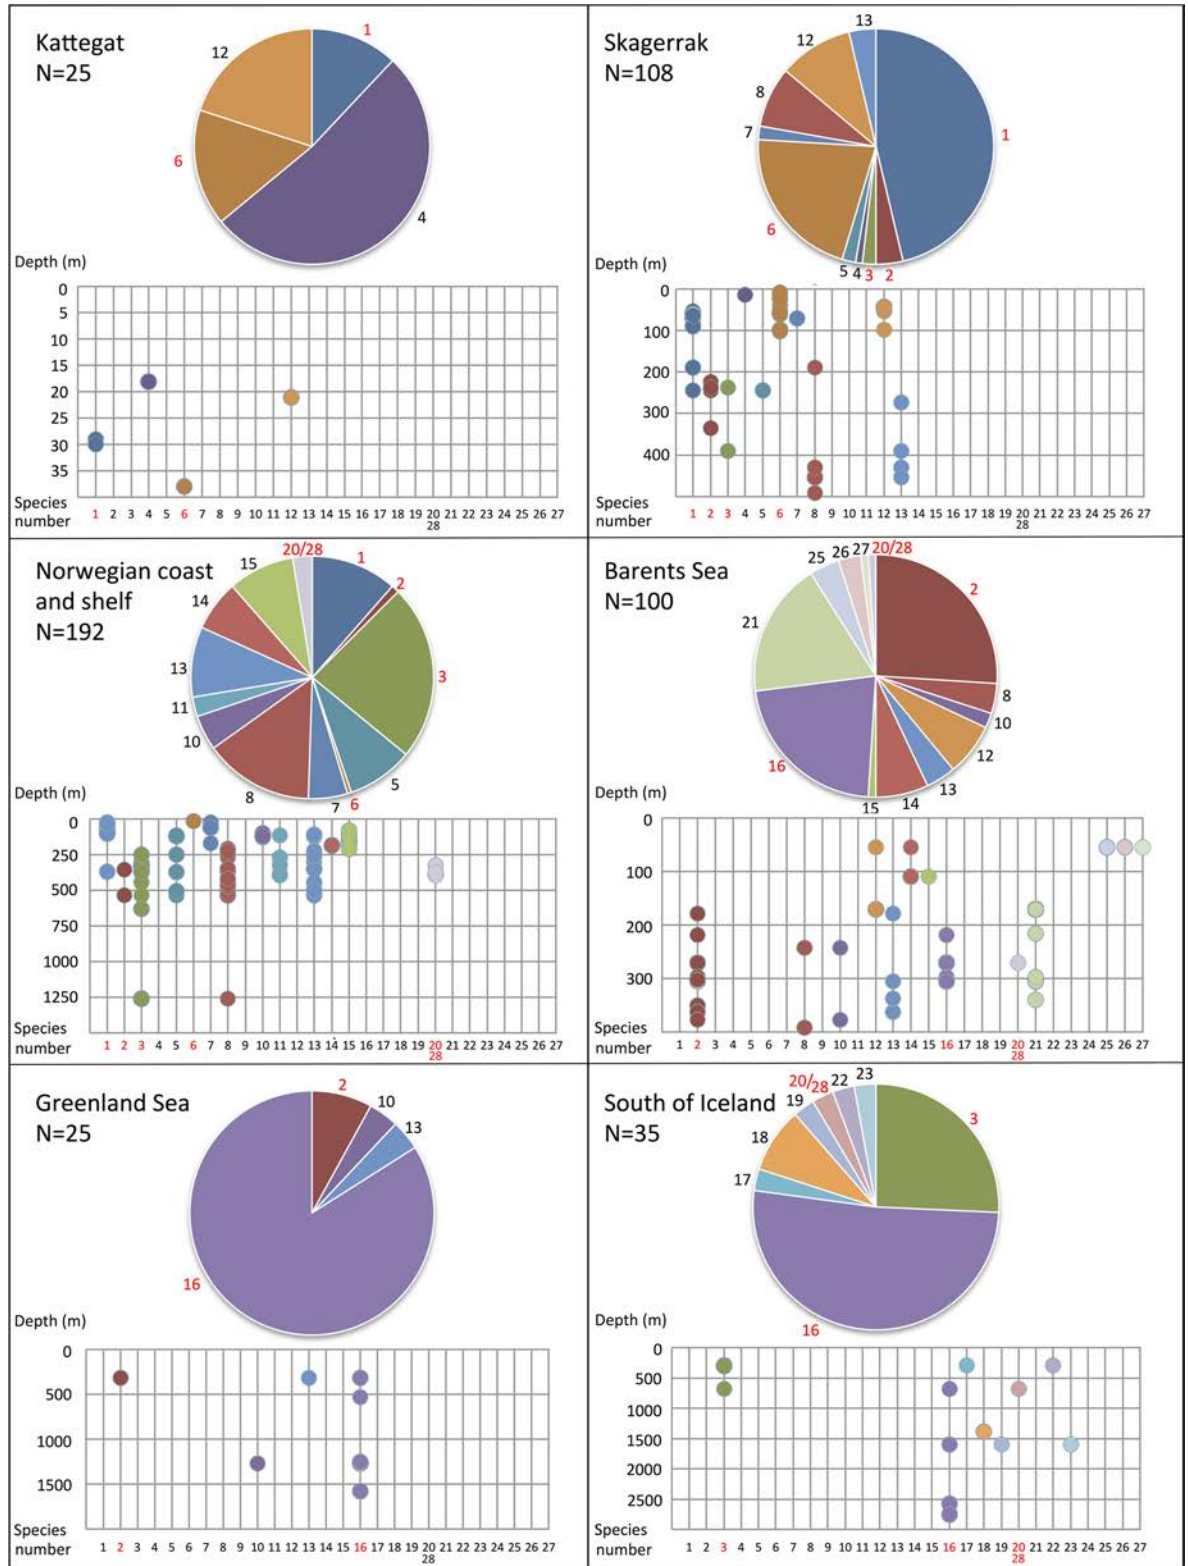 Kattegat
N=25
12
1
6
4
Depth (m)
0
5
10
15
20
25
30
35
Species
number
1 2 3 4 5 6 7 8 9 10 11 12 13 14 15 16 17 18 19 20 21 22 23 24 25 26 27
28
Skagerrak
N=108
13
12
8
7
1
6
5 4 3 2
Depth (m)
0
100
200
300
400
1 2 3 4 5 6 7 8 9 10 11 12 13 14 15 16 17 18 19 20 21 22 23 24 25 26 27
28
Norwegian coast
and shelf
N=192
20/28
15
1
2
14
13
3
11
10
5
8
7
6
Depth (m)
0
250
500
750
1000
1250
Species
number
1 2 3 4 5 6 7 8 9 10 11 12 13 14 15 16 17 18 19 20 21 22 23 24 25 26 27
28
Barents Sea
N=100
25 26 27 20/28
2
21
8
10
16
12
13
15
14
Depth (m)
0
100
200
300
1 2 3 4 5 6 7 8 9 10 11 12 13 14 15 16 17 18 19 20 21 22 23 24 25 26 27
28
Greenland Sea
N=25
2
10
13
16
Depth (m)
0
500
1000
1500
Species
number
1 2 3 4 5 6 7 8 9 10 11 12 13 14 15 16 17 18 19 20 21 22 23 24 25 26 27
28
South of Iceland
N=35
20/28
22
23
19
3
18
17
16
Depth (m)
0
500
1000
1500
2000
2500
Species
number
1 2 3 4 5 6 7 8 9 10 11 12 13 14 15 16 17 18 19 20 21 22 23 24 25 26 27
28